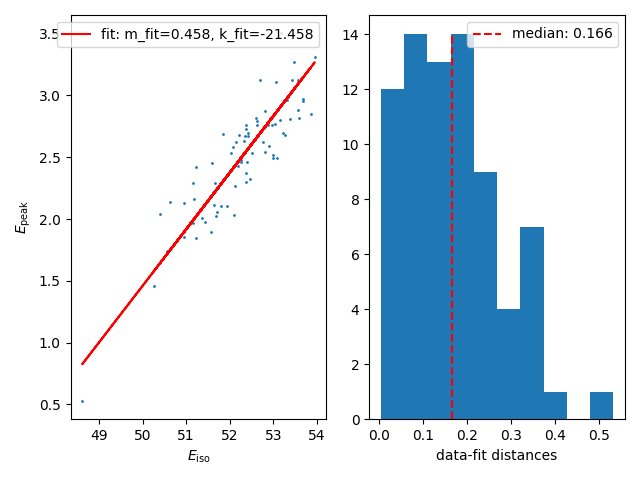 fit: m_fit=0.458, k_fit=-21.458
3.5
3.0
2.5
2.0
1.5
1.0
0.5
E_peak
49 50 51 52 53 54
E_iso
median: 0.166
14
12
10
8
6
4
2
0
0.0 0.1 0.2 0.3 0.4 0.5
data-fit distances